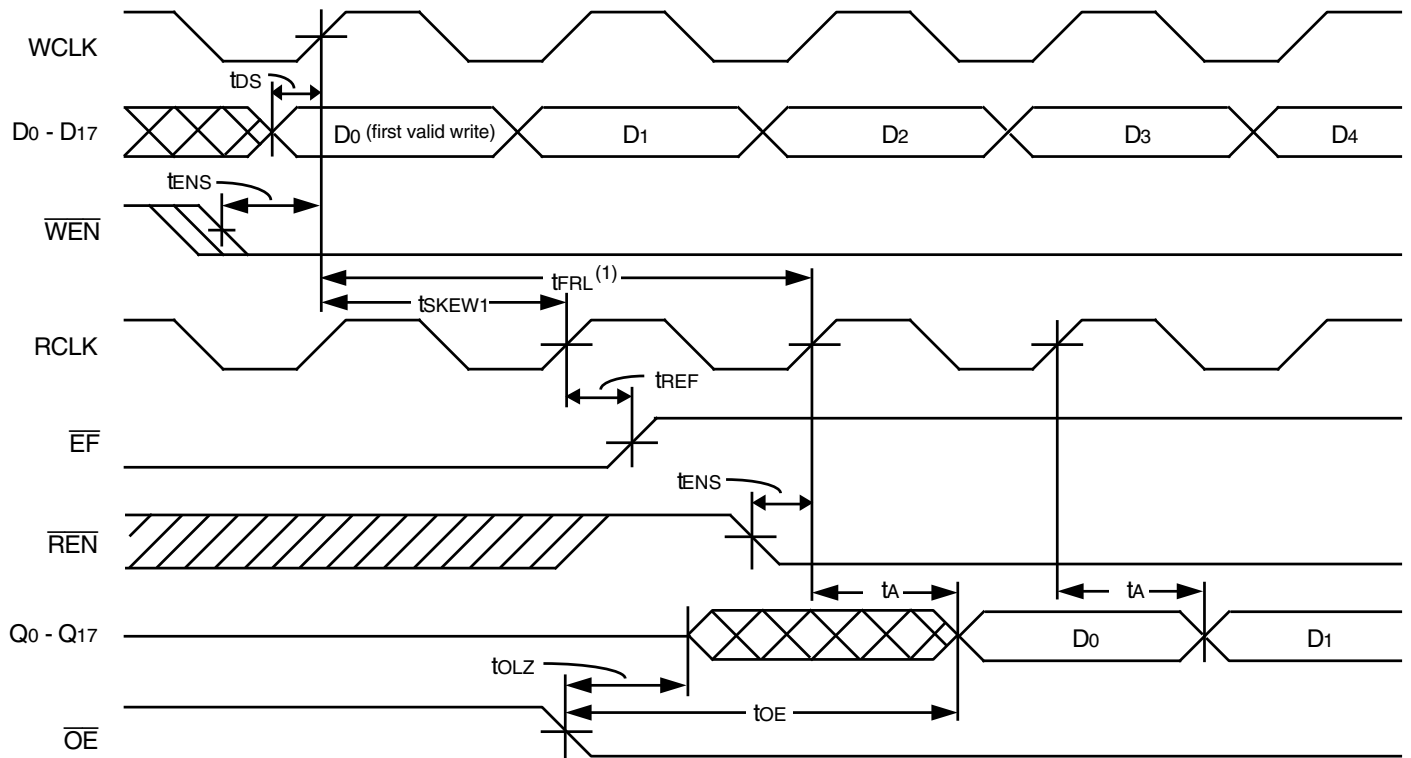 WCLK
tDS
D0 - D17
D0 (first valid write)
D1
D2
D3
D4
tENS
WEN
tFRL(1)
tSKEW1
RCLK
tREF
EF
tENS
REN
tA
tA
Q0 - Q17
D0
D1
tOLZ
tOE
OE